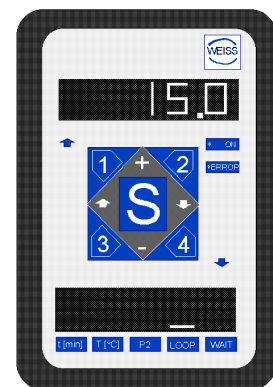 WEISS
15.0
ON
ERROR
1 + 2
S
3 - 4
_
t [min] T [°C] P2 LOOP WAIT